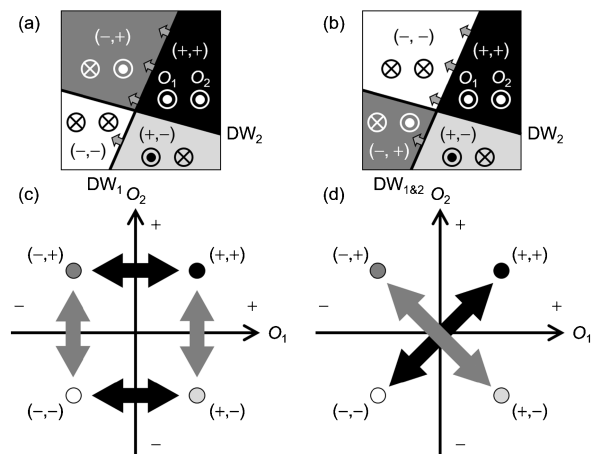 (a)
(−,+)
(+,+)
O₁ O₂
(−,−)
(+,−)
DW₂
DW₁
(b)
(−, −)
(+,+)
O₁ O₂
(−, +)
(+,−)
DW₂
DW₁&₂
(c)
O₂
+
(−,+)
(+,+)
−
+
O₁
(−,−)
(+,−)
−
(d)
O₂
+
(−,+)
(+,+)
−
+
O₁
(−,−)
(+,−)
−